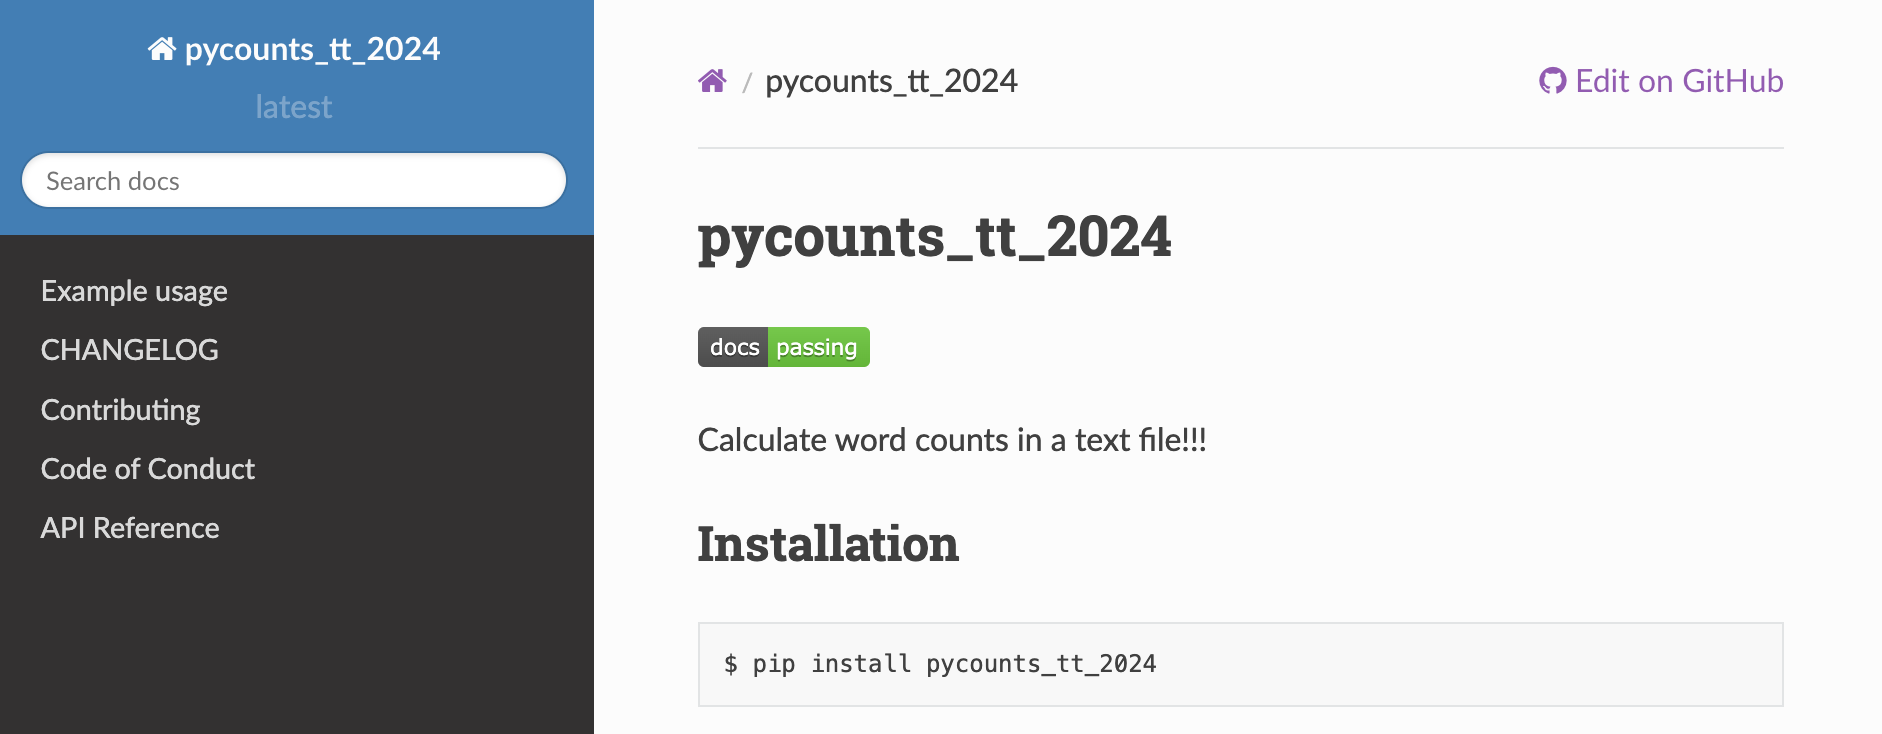 pycounts_tt_2024
latest
Search docs
Example usage
CHANGELOG
Contributing
Code of Conduct
API Reference
/ pycounts_tt_2024
Edit on GitHub
pycounts_tt_2024
docs passing
Calculate word counts in a text file!!!
Installation
$ pip install pycounts_tt_2024